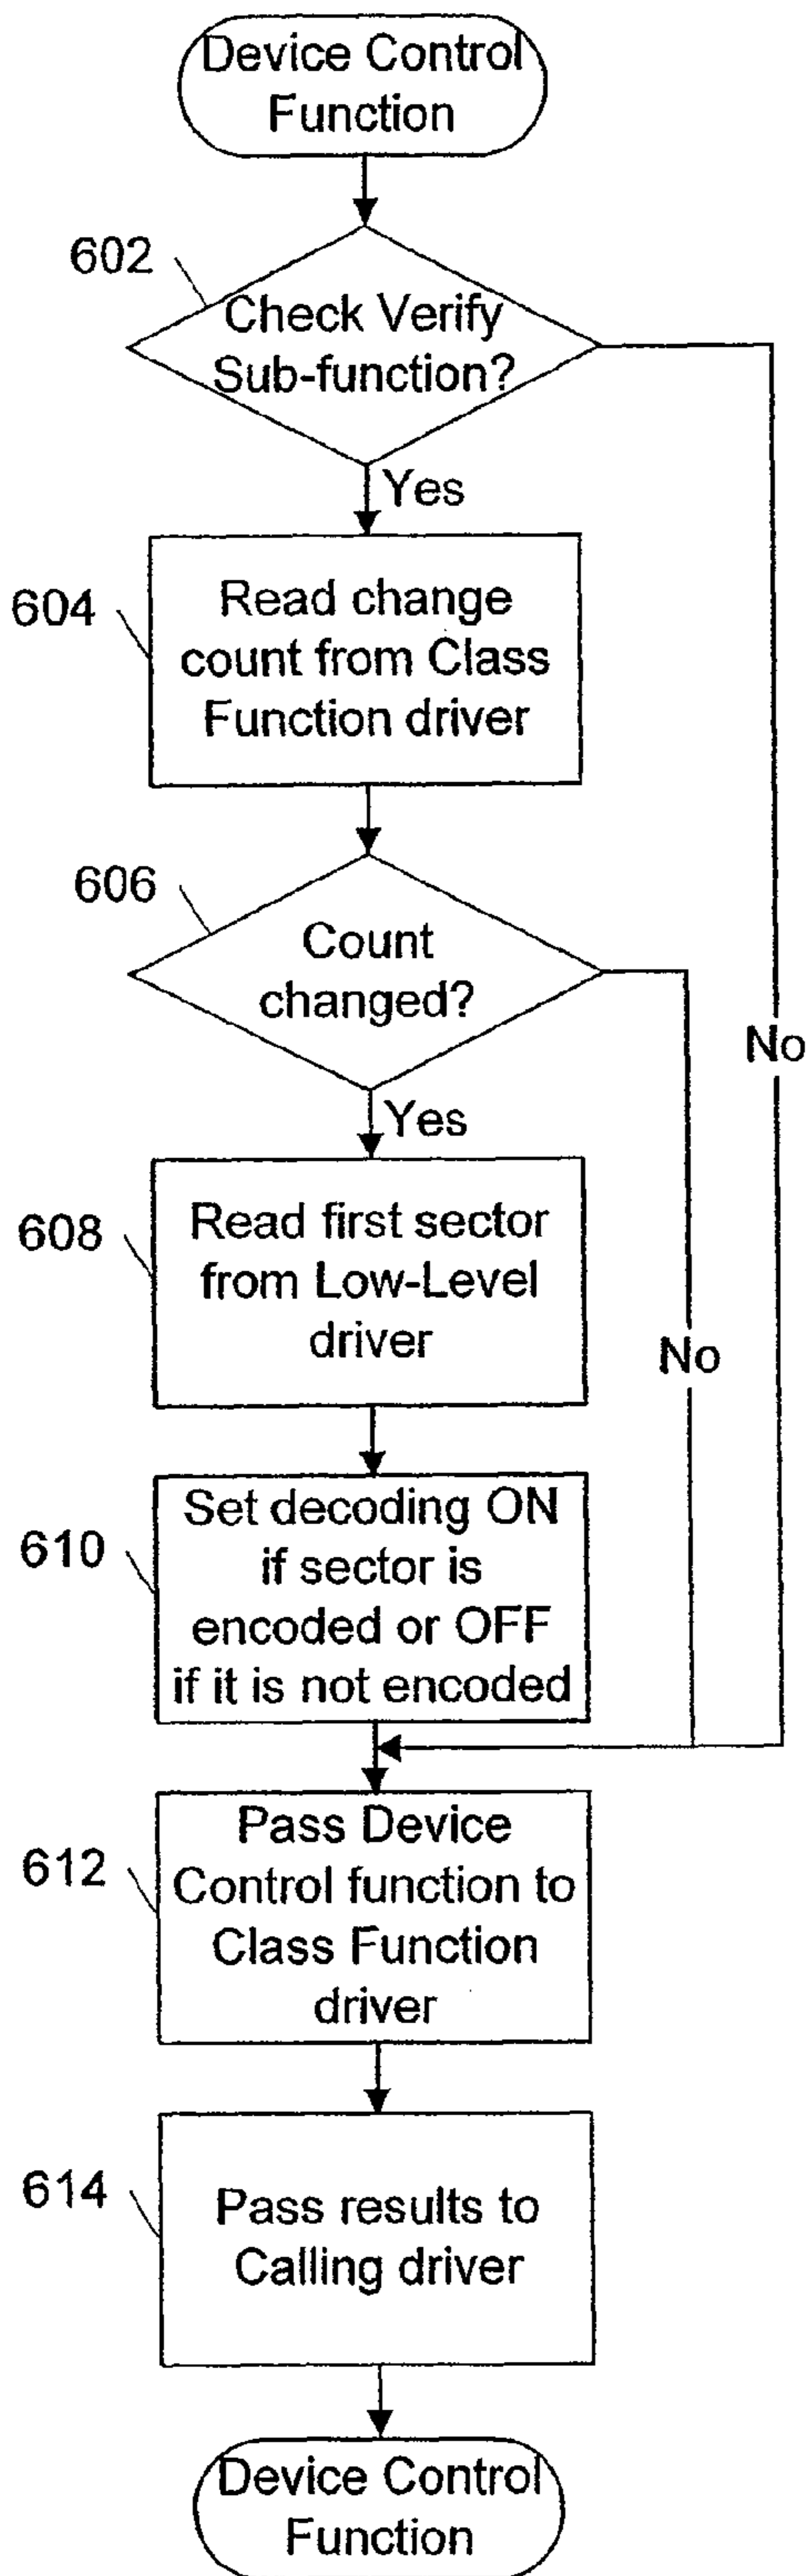 Device Control
Function
602
Check Verify
Sub-function?
Yes
604
Read change
count from Class
Function driver
606
Count
changed?
No
Yes
608
Read first sector
from Low-Level
driver
No
610
Set decoding ON
if sector is
encoded or OFF
if it is not encoded
612
Pass Device
Control function to
Class Function
driver
614
Pass results to
Calling driver
Device Control
Function